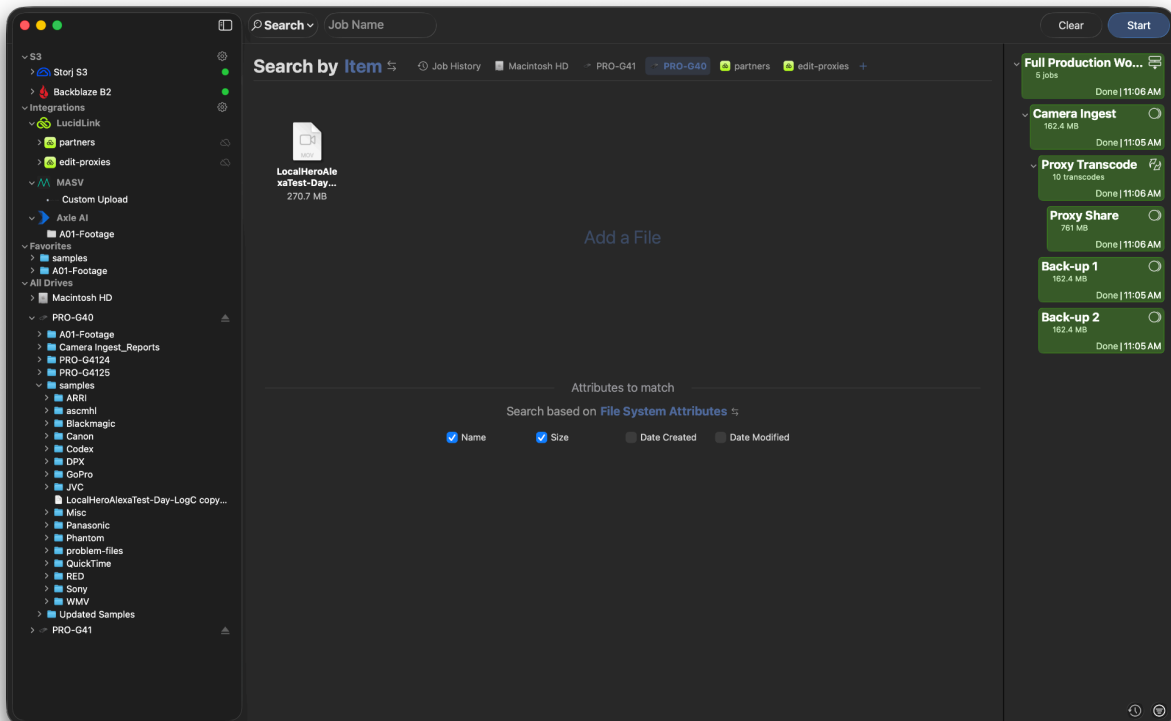 Search
Job Name
Clear
Start
S3
Storj S3
Backblaze B2
Integrations
LucidLink
partners
edit-proxies
MASV
Custom Upload
Axle AI
A01-Footage
Favorites
samples
A01-Footage
All Drives
Macintosh HD
PRO-G40
A01-Footage
Camera Ingest_Reports
PRO-G4124
PRO-G4125
samples
ARRI
ascmhl
Blackmagic
Canon
Codex
DPX
GoPro
JVC
LocalHeroAlexaTest-Day-LogC copy...
Misc
Panasonic
Phantom
problem-files
QuickTime
RED
Sony
WMV
Updated Samples
PRO-G41
Search by Item
Job History
Macintosh HD
PRO-G41
PRO-G40
partners
edit-proxies
+
MOV
LocalHeroAle
xaTest-Day...
270.7 MB
Add a File
Attributes to match
Search based on File System Attributes
Name
Size
Date Created
Date Modified
Full Production Wo...
5 jobs
Done | 11:06 AM
Camera Ingest
162.4 MB
Done | 11:05 AM
Proxy Transcode
10 transcodes
Done | 11:06 AM
Proxy Share
761 MB
Done | 11:06 AM
Back-up 1
162.4 MB
Done | 11:05 AM
Back-up 2
162.4 MB
Done | 11:05 AM